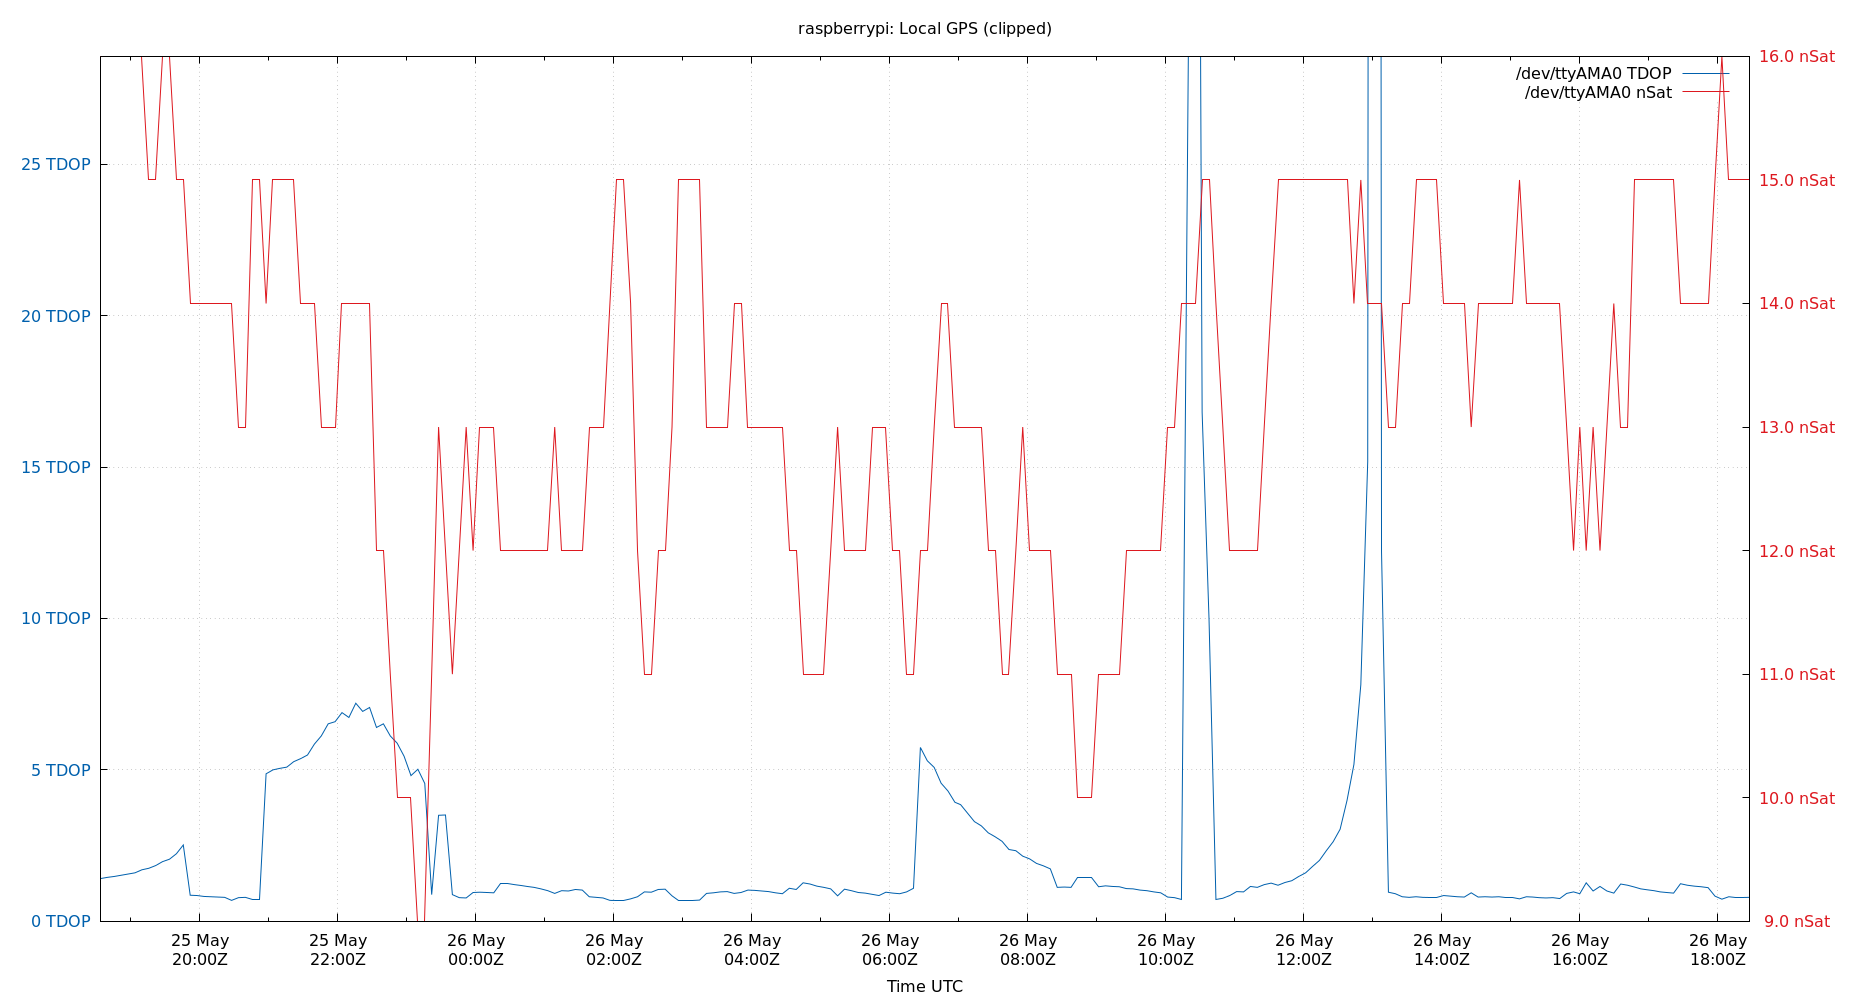 raspberrypi: Local GPS (clipped)
/dev/ttyAMA0 TDOP
/dev/ttyAMA0 nSat
25 TDOP
20 TDOP
15 TDOP
10 TDOP
5 TDOP
0 TDOP
16.0 nSat
15.0 nSat
14.0 nSat
13.0 nSat
12.0 nSat
11.0 nSat
10.0 nSat
9.0 nSat
25 May
20:00Z
25 May
22:00Z
26 May
00:00Z
26 May
02:00Z
26 May
04:00Z
26 May
06:00Z
26 May
08:00Z
26 May
10:00Z
26 May
12:00Z
26 May
14:00Z
26 May
16:00Z
26 May
18:00Z
Time UTC